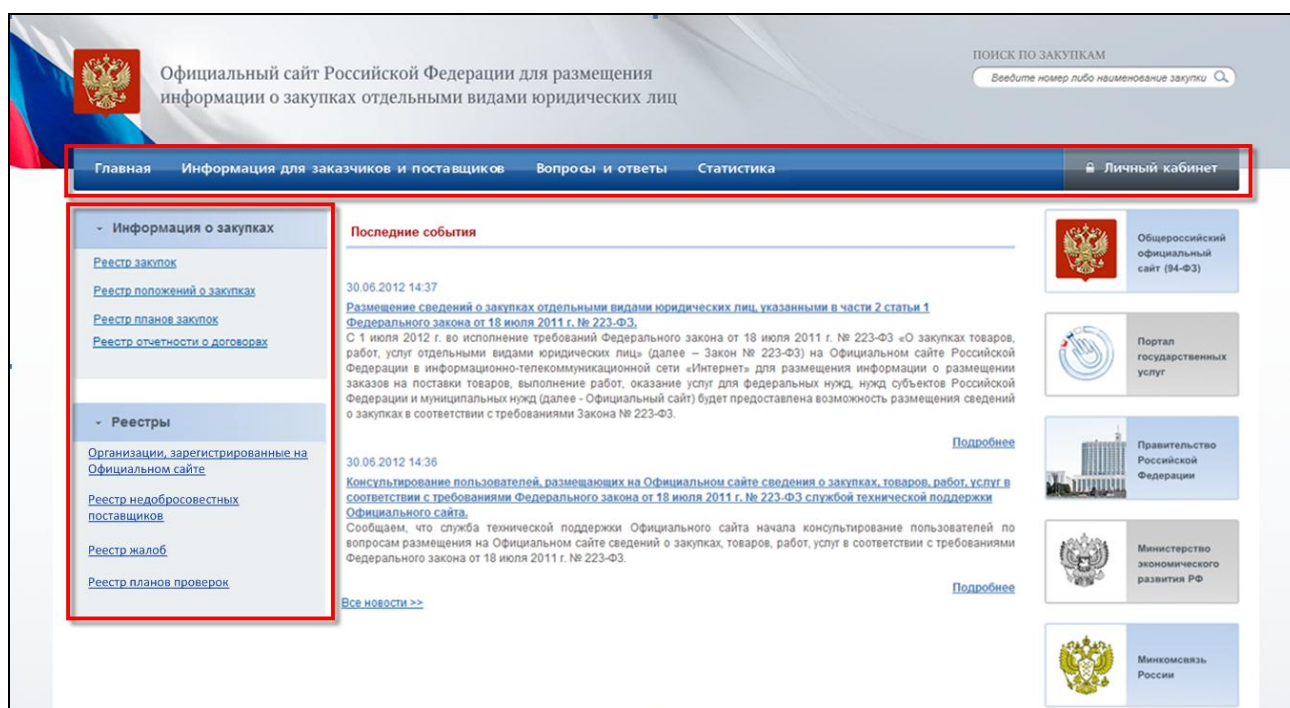 Официальный сайт Российской Федерации для размещения
информации о закупках отдельными видами юридических лиц
ПОИСК ПО ЗАКУПКАМ
Введите номер либо наименование закупки
Главная Информация для заказчиков и поставщиков Вопросы и ответы Статистика Личный кабинет
Информация о закупках
Реестр закупок
Реестр положений о закупках
Реестр планов закупок
Реестр отчетности о договорах
Реестры
Организации, зарегистрированные на
Официальном сайте
Реестр недобросовестных
поставщиков
Реестр жалоб
Реестр планов проверок
Последние события
30.06.2012 14:37
Размещение сведений о закупках отдельными видами юридических лиц, указанными в части 2 статьи 1
Федерального закона от 18 июля 2011 г. № 223-ФЗ.
С 1 июля 2012 г. во исполнение требований Федерального закона от 18 июля 2011 г. № 223-ФЗ «О закупках товаров,
работ, услуг отдельными видами юридических лиц» (далее – Закон № 223-ФЗ) на Официальном сайте Российской
Федерации в информационно-телекоммуникационной сети «Интернет» для размещения информации о размещении
заказов на поставки товаров, выполнение работ, оказание услуг для федеральных нужд, нужд субъектов Российской
Федерации и муниципальных нужд (далее - Официальный сайт) будет предоставлена возможность размещения сведений
о закупках в соответствии с требованиями Закона № 223-ФЗ.
Подробнее
30.06.2012 14:36
Консультирование пользователей, размещающих на Официальном сайте сведения о закупках, товаров, работ, услуг в
соответствии с требованиями Федерального закона от 18 июля 2011 г. № 223-ФЗ службой технической поддержки
Официального сайта.
Сообщаем, что служба технической поддержки Официального сайта начала консультирование пользователей по
вопросам размещения на Официальном сайте сведений о закупках, товаров, работ, услуг в соответствии с требованиями
Федерального закона от 18 июля 2011 г. № 223-ФЗ.
Подробнее
Все новости >>
Общероссийский
официальный
сайт (94-ФЗ)
Портал
государственных
услуг
Правительство
Российской
Федерации
Министерство
экономического
развития РФ
Минкомсвязь
России